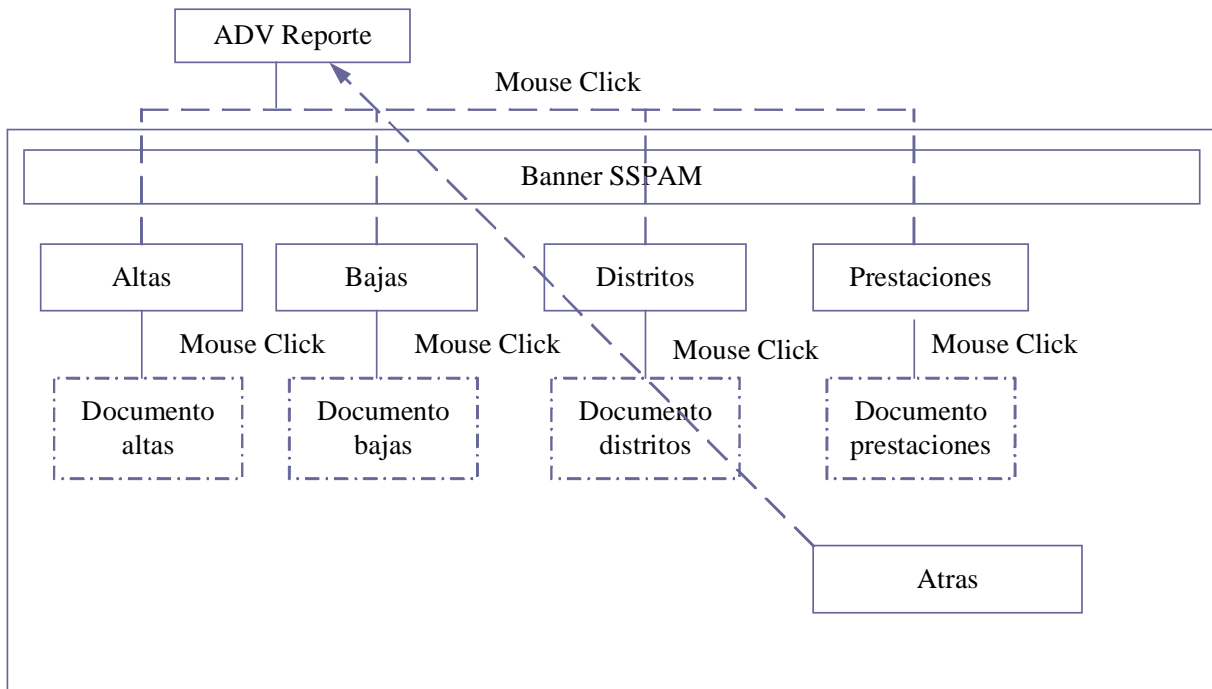 ADV Reporte
Mouse Click
Banner SSPAM
Altas
Bajas
Distritos
Prestaciones
Mouse Click
Mouse Click
Mouse Click
Mouse Click
Documento
altas
Documento
bajas
Documento
distritos
Documento
prestaciones
Atras